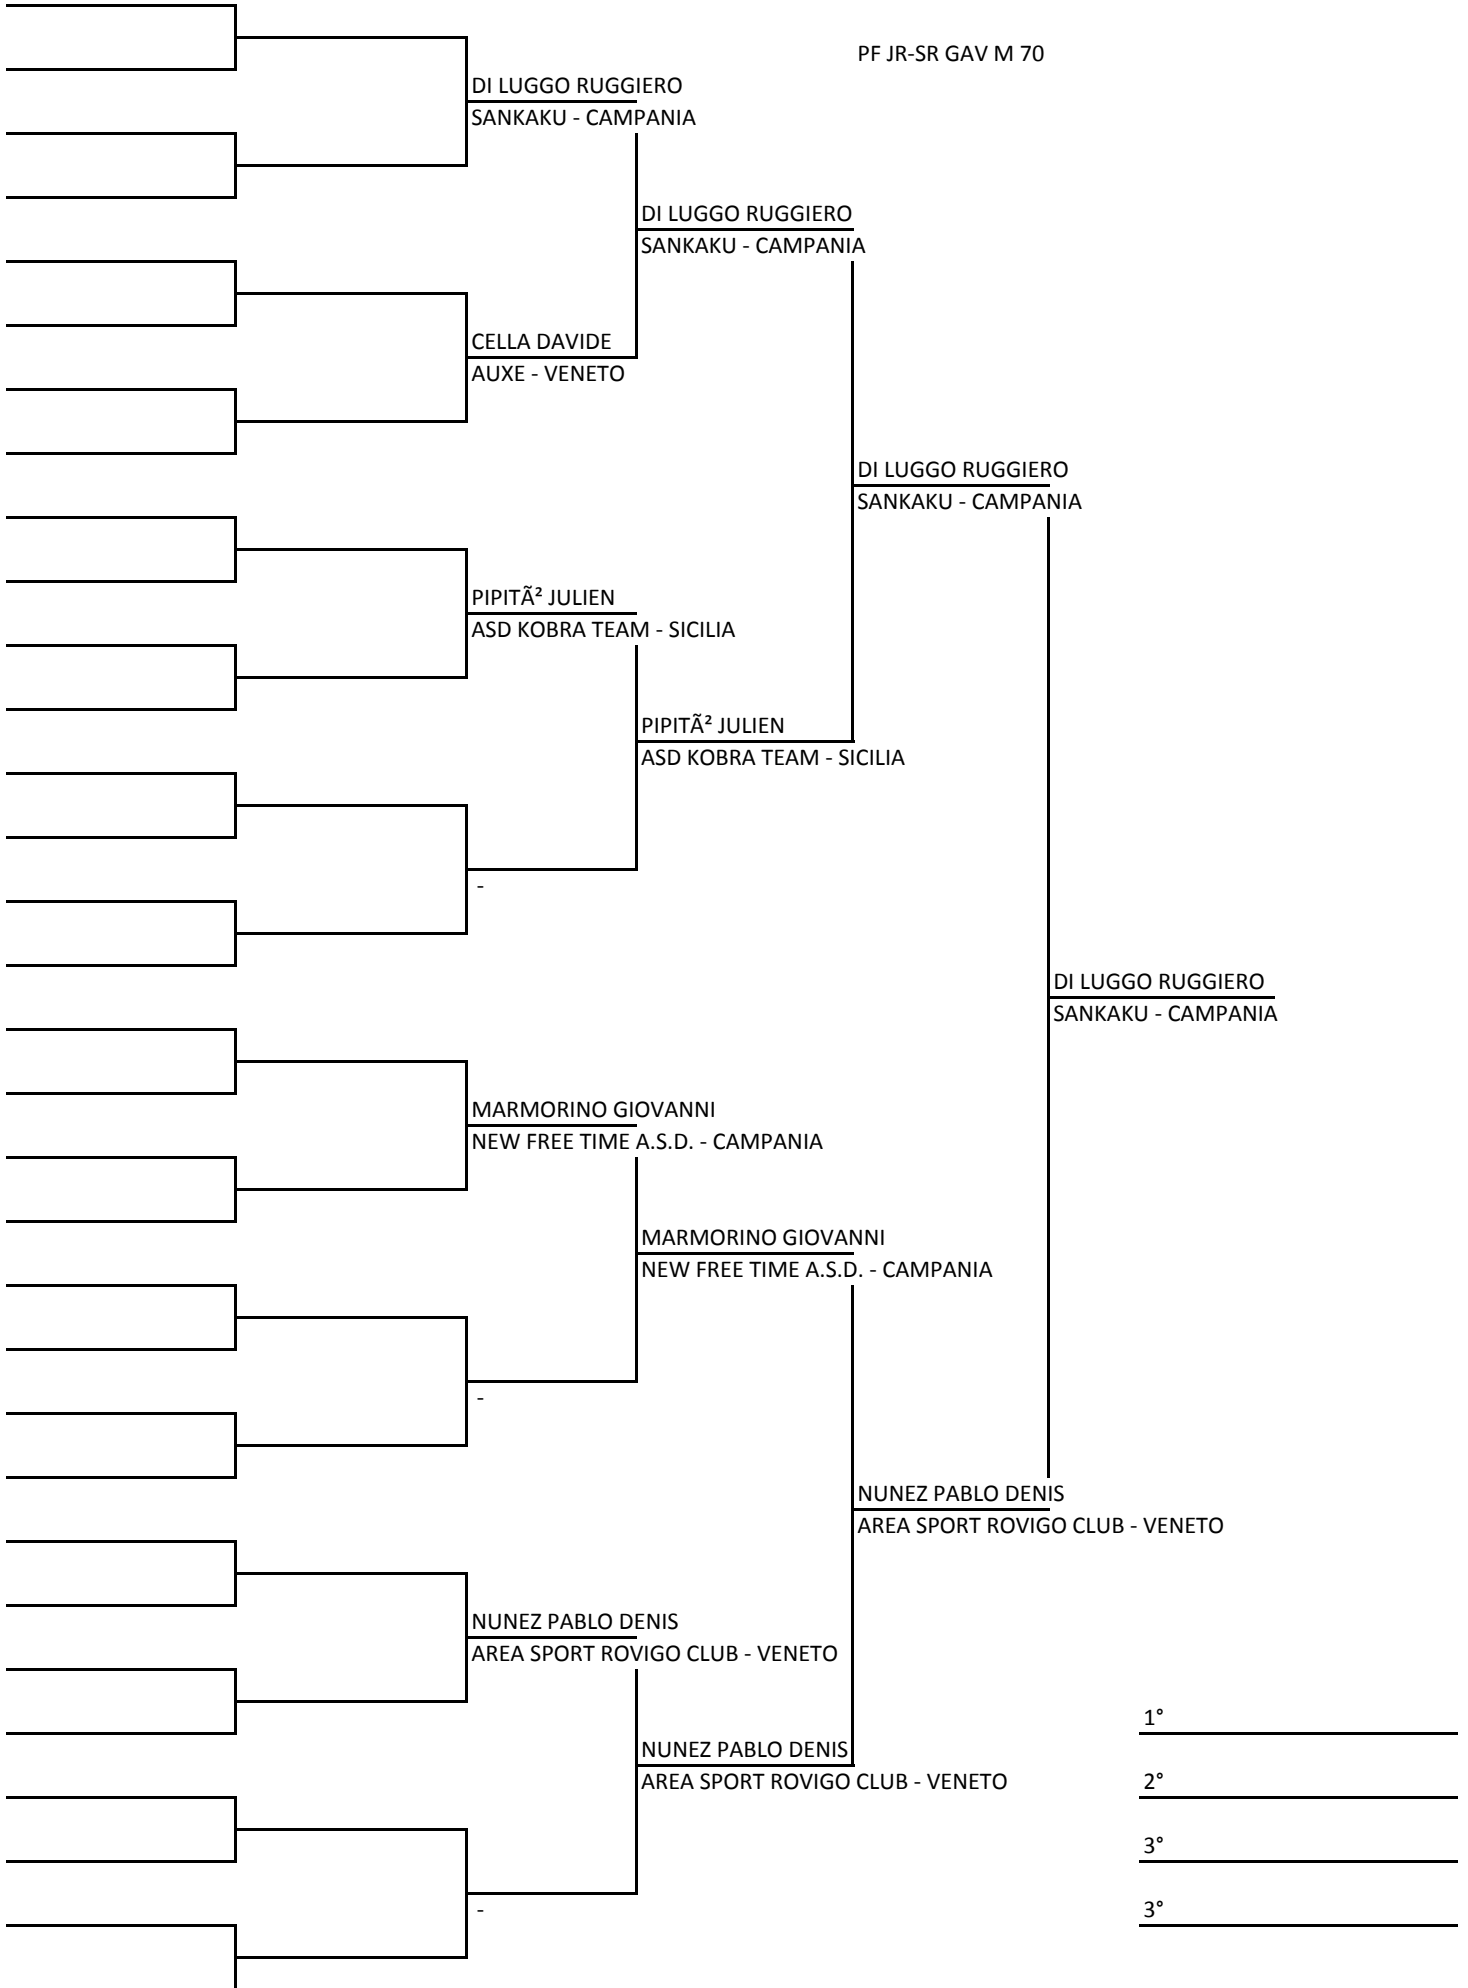 PF JR-SR GAV M 70
DI LUGGO RUGGIERO
SANKAKU - CAMPANIA
DI LUGGO RUGGIERO
SANKAKU - CAMPANIA
CELLA DAVIDE
AUXE - VENETO
DI LUGGO RUGGIERO
SANKAKU - CAMPANIA
PIPITÃ² JULIEN
ASD KOBRA TEAM - SICILIA
PIPITÃ² JULIEN
ASD KOBRA TEAM - SICILIA
-
DI LUGGO RUGGIERO
SANKAKU - CAMPANIA
MARMORINO GIOVANNI
NEW FREE TIME A.S.D. - CAMPANIA
MARMORINO GIOVANNI
NEW FREE TIME A.S.D. - CAMPANIA
-
NUNEZ PABLO DENIS
AREA SPORT ROVIGO CLUB - VENETO
NUNEZ PABLO DENIS
AREA SPORT ROVIGO CLUB - VENETO
1°
NUNEZ PABLO DENIS
AREA SPORT ROVIGO CLUB - VENETO
2°
3°
-
3°